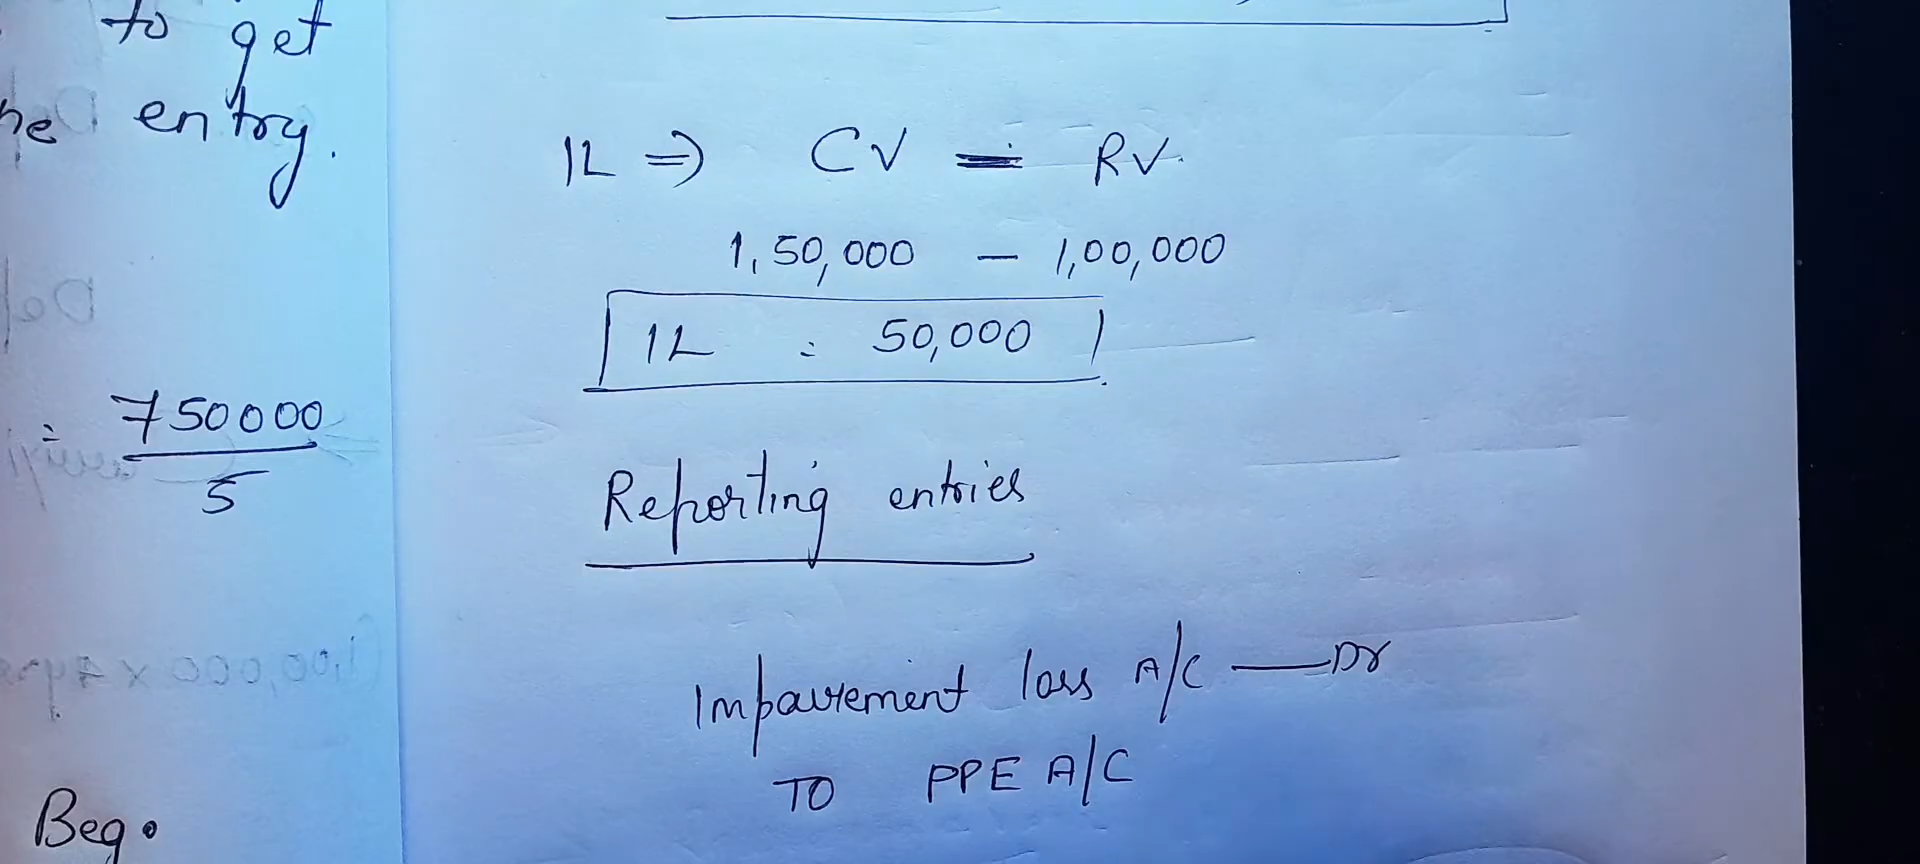 to get
he entry.
IL ⇒ CV - RV.
1,50,000 - 1,00,000
IL = 50,000
= 750000
5
Reporting entries
Impairement loss A/C — Dr
TO PPE A/C
Beg.